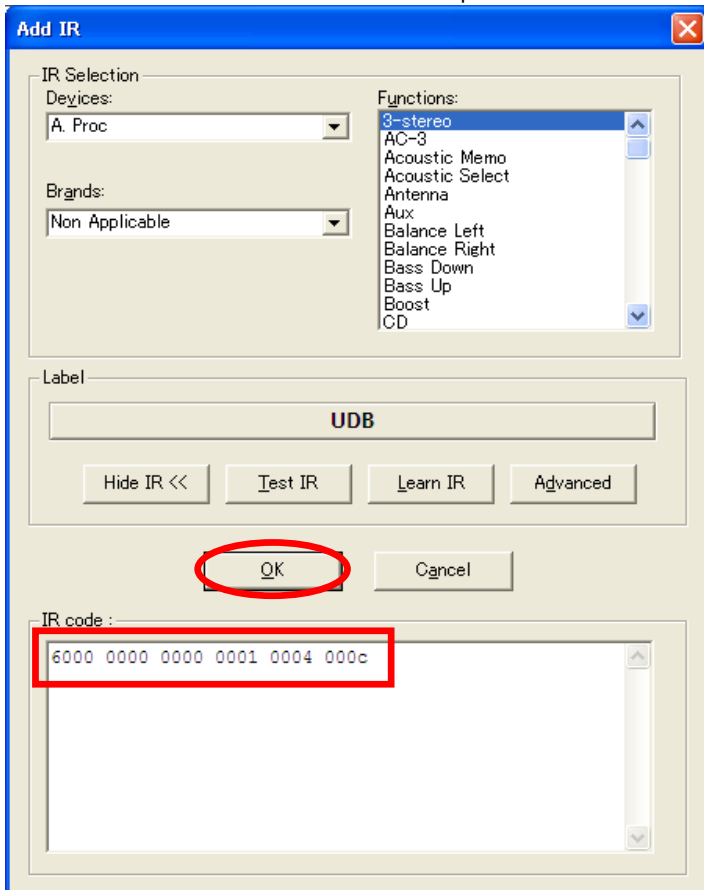 Add IR
IR Selection
Devices:
A. Proc
Brands:
Non Applicable
Functions:
3-stereo
AC-3
Acoustic Memo
Acoustic Select
Antenna
Aux
Balance Left
Balance Right
Bass Down
Bass Up
Boost
CD
Label
UDB
Hide IR << Test IR Learn IR Advanced
OK Cancel
IR code :
6000 0000 0000 0001 0004 000c